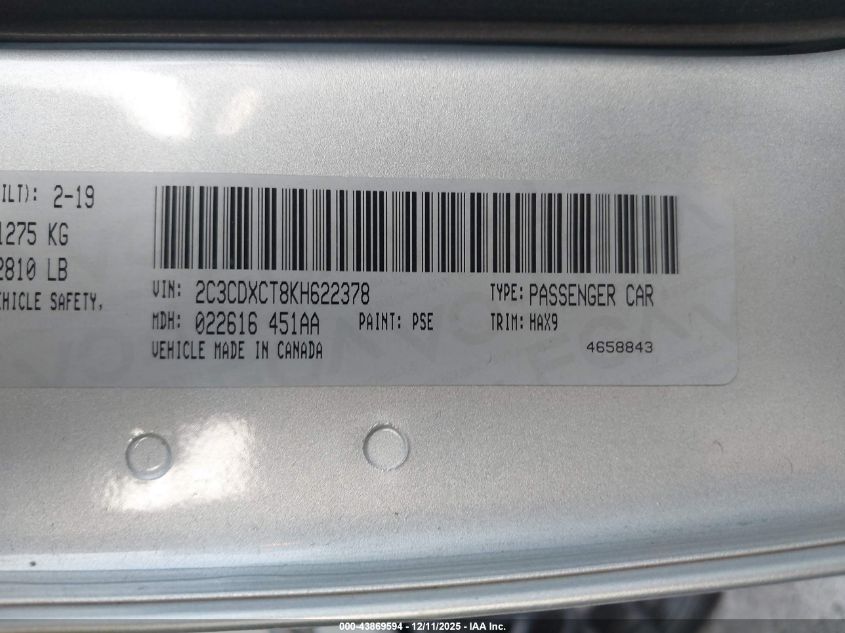 ILT): 2-19
1275 KG
2810 LB
EHICLE SAFETY,
VIN: 2C3CDXCT8KH622378 TYPE: PASSENGER CAR
MDH: 022616 451AA PAINT: PSE TRIM: HAX9
VEHICLE MADE IN CANADA 4658843
000-43869594 - 12/11/2025 - IAA Inc.